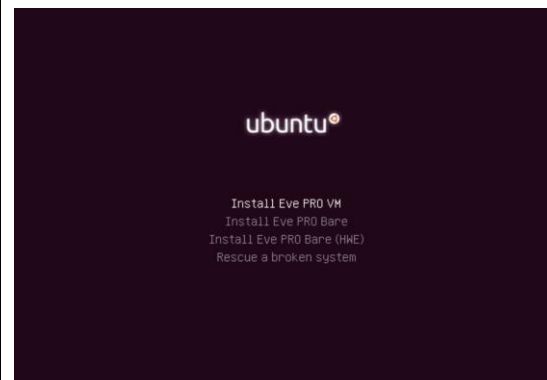 ubuntu
Install Eve PRO VM
Install Eve PRO Bare
Install Eve PRO Bare (HWE)
Rescue a broken system